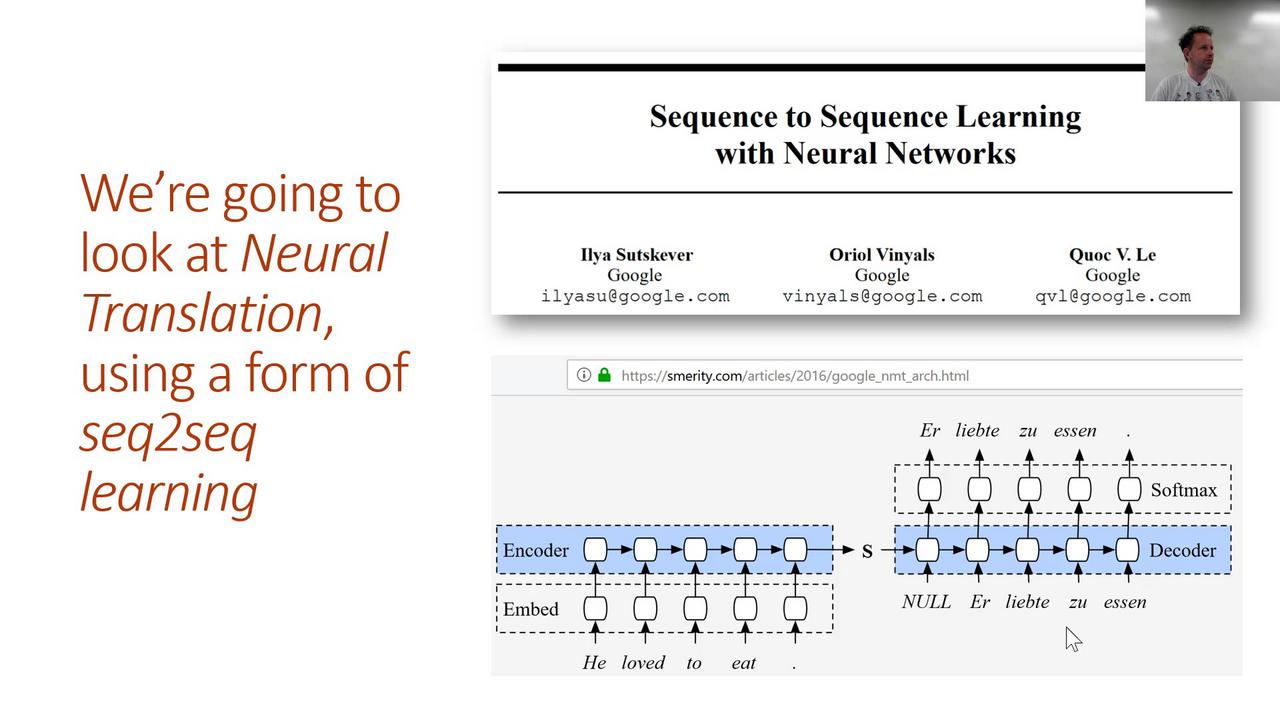 We're going to
look at Neural
Translation,
using a form of
seq2seq
learning
Sequence to Sequence Learning
with Neural Networks
Ilya Sutskever
Google
ilyasu@google.com
Oriol Vinyals
Google
vinyals@google.com
Quoc V. Le
Google
qvl@google.com
https://smerity.com/articles/2016/google_nmt_arch.html
Er liebte zu essen .
Softmax
Encoder
S
Decoder
Embed
NULL Er liebte zu essen
He loved to eat .